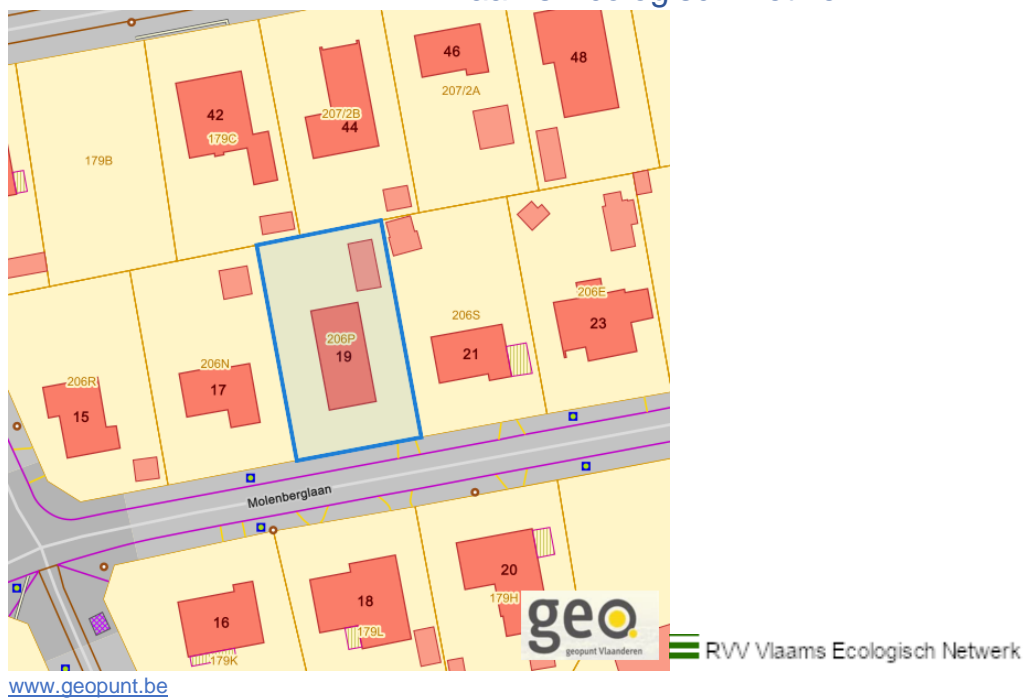 46
48
207/2A
42
207/2B
44
179C
179B
206S
206E
23
206P
19
21
206N
17
206R
15
Molenberglaan
20
179H
18
16
179L
179K
geo
geopunt Vlaanderen
RVV Vlaams Ecologisch Netwerk
www.geopunt.be